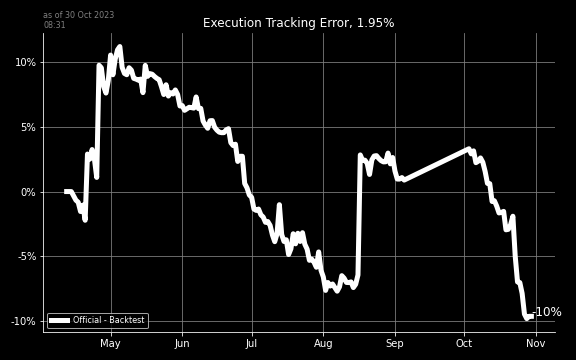 as of 30 Oct 2023
08:31
Execution Tracking Error, 1.95%
10%
5%
0%
-5%
-10%
-10%
Official - Backtest
May Jun Jul Aug Sep Oct Nov